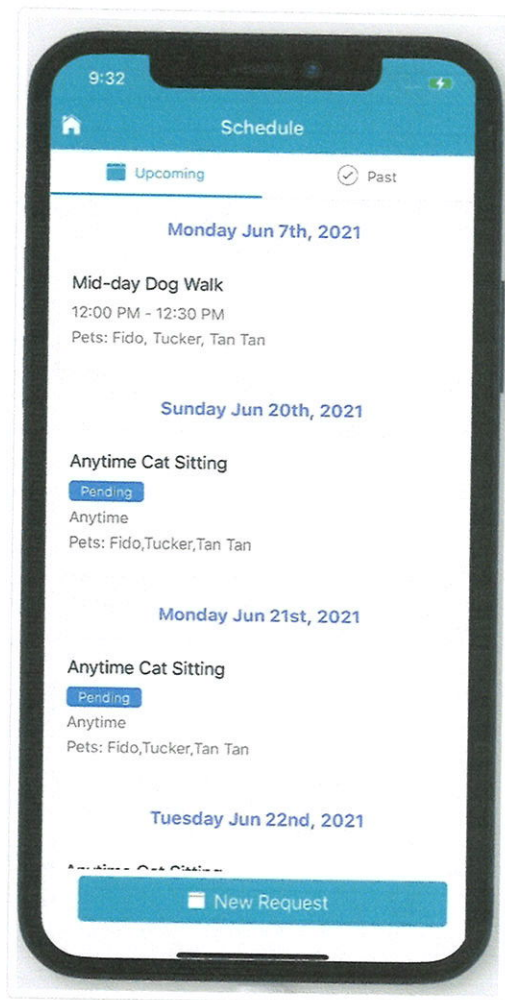 9:32
Schedule
Upcoming
Past
Monday Jun 7th, 2021
Mid-day Dog Walk
12:00 PM - 12:30 PM
Pets: Fido, Tucker, Tan Tan
Sunday Jun 20th, 2021
Anytime Cat Sitting
Pending
Anytime
Pets: Fido,Tucker,Tan Tan
Monday Jun 21st, 2021
Anytime Cat Sitting
Pending
Anytime
Pets: Fido,Tucker,Tan Tan
Tuesday Jun 22nd, 2021
Anytime Cat Sitting
New Request